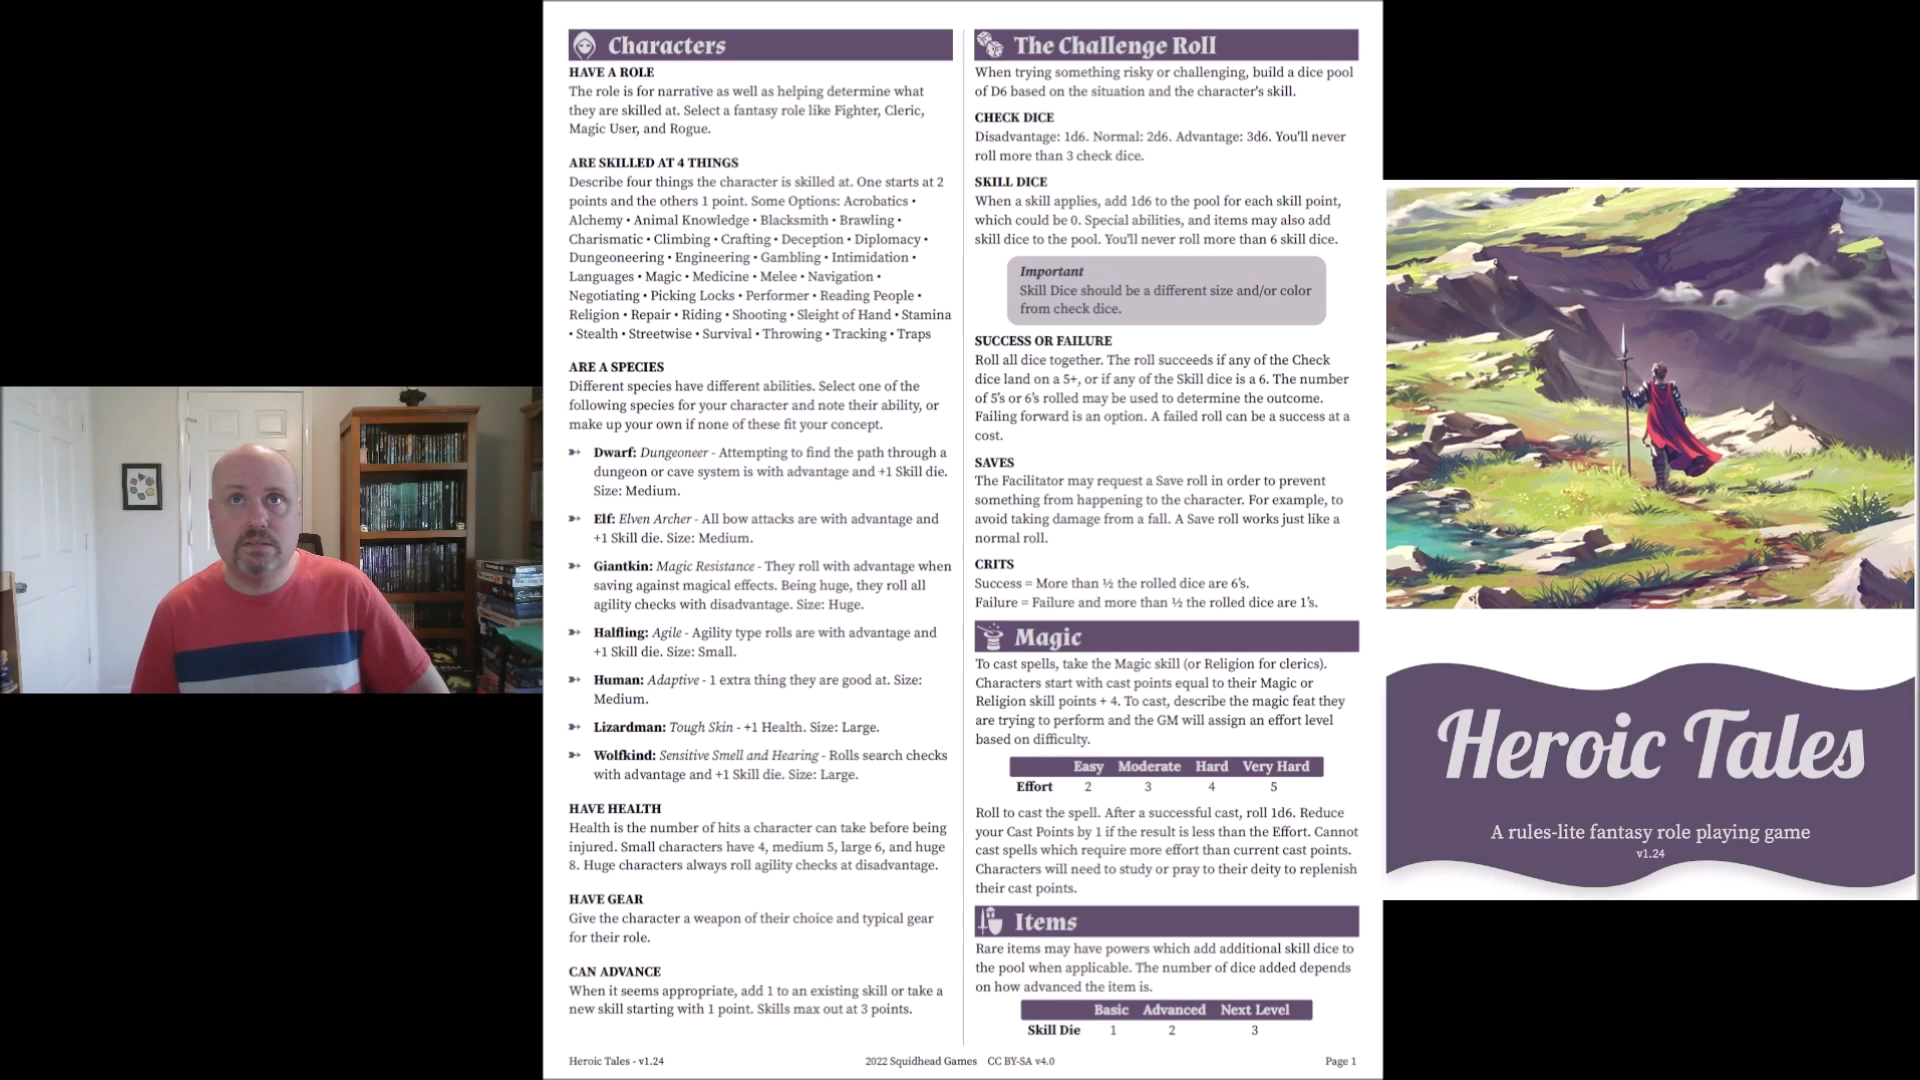 Characters
HAVE A ROLE
The role is for narrative as well as helping determine what
they are skilled at. Select a fantasy role like Fighter, Cleric,
Magic User, and Rogue.
ARE SKILLED AT 4 THINGS
Describe four things the character is skilled at. One starts at 2
points and the others 1 point. Some Options: Acrobatics •
Alchemy • Animal Knowledge • Blacksmith • Brawling •
Charismatic • Climbing • Crafting • Deception • Diplomacy •
Dungeoneering • Engineering • Gambling • Intimidation •
Languages • Magic • Medicine • Melee • Navigation •
Negotiating • Picking Locks • Performer • Reading People •
Religion • Repair • Riding • Shooting • Sleight of Hand • Stamina
• Stealth • Streetwise • Survival • Throwing • Tracking • Traps
ARE A SPECIES
Different species have different abilities. Select one of the
following species for your character and note their ability, or
make up your own if none of these fit your concept.
Dwarf: Dungeoneer - Attempting to find the path through a
dungeon or cave system is with advantage and +1 Skill die.
Size: Medium.
Elf: Elven Archer - All bow attacks are with advantage and
+1 Skill die. Size: Medium.
Giantkin: Magic Resistance - They roll with advantage when
saving against magical effects. Being huge, they roll all
agility checks with disadvantage. Size: Huge.
Halfling: Agile - Agility type rolls are with advantage and
+1 Skill die. Size: Small.
Human: Adaptive - 1 extra thing they are good at. Size:
Medium.
Lizardman: Tough Skin - +1 Health. Size: Large.
Wolfkind: Sensitive Smell and Hearing - Rolls search checks
with advantage and +1 Skill die. Size: Large.
HAVE HEALTH
Health is the number of hits a character can take before being
injured. Small characters have 4, medium 5, large 6, and huge
8. Huge characters always roll agility checks at disadvantage.
HAVE GEAR
Give the character a weapon of their choice and typical gear
for their role.
CAN ADVANCE
When it seems appropriate, add 1 to an existing skill or take a
new skill starting with 1 point. Skills max out at 3 points.
The Challenge Roll
When trying something risky or challenging, build a dice pool
of D6 based on the situation and the character's skill.
CHECK DICE
Disadvantage: 1d6. Normal: 2d6. Advantage: 3d6. You'll never
roll more than 3 check dice.
SKILL DICE
When a skill applies, add 1d6 to the pool for each skill point,
which could be 0. Special abilities, and items may also add
skill dice to the pool. You'll never roll more than 6 skill dice.
Important
Skill Dice should be a different size and/or color
from check dice.
SUCCESS OR FAILURE
Roll all dice together. The roll succeeds if any of the Check
dice land on a 5+, or if any of the Skill dice is a 6. The number
of 5's or 6's rolled may be used to determine the outcome.
Failing forward is an option. A failed roll can be a success at a
cost.
SAVES
The Facilitator may request a Save roll in order to prevent
something from happening to the character. For example, to
avoid taking damage from a fall. A Save roll works just like a
normal roll.
CRITS
Success = More than ½ the rolled dice are 6's.
Failure = Failure and more than ½ the rolled dice are 1's.
Magic
To cast spells, take the Magic skill (or Religion for clerics).
Characters start with cast points equal to their Magic or
Religion skill points + 4. To cast, describe the magic feat they
are trying to perform and the GM will assign an effort level
based on difficulty.
Easy Moderate Hard Very Hard
Effort 2 3 4 5
Roll to cast the spell. After a successful cast, roll 1d6. Reduce
your Cast Points by 1 if the result is less than the Effort. Cannot
cast spells which require more effort than current cast points.
Characters will need to study or pray to their deity to replenish
their cast points.
Items
Rare items may have powers which add additional skill dice to
the pool when applicable. The number of dice added depends
on how advanced the item is.
Basic Advanced Next Level
Skill Die 1 2 3
Heroic Tales - v1.24 2022 Squidhead Games CC BY-SA v4.0 Page 1
Heroic Tales
A rules-lite fantasy role playing game
v1.24